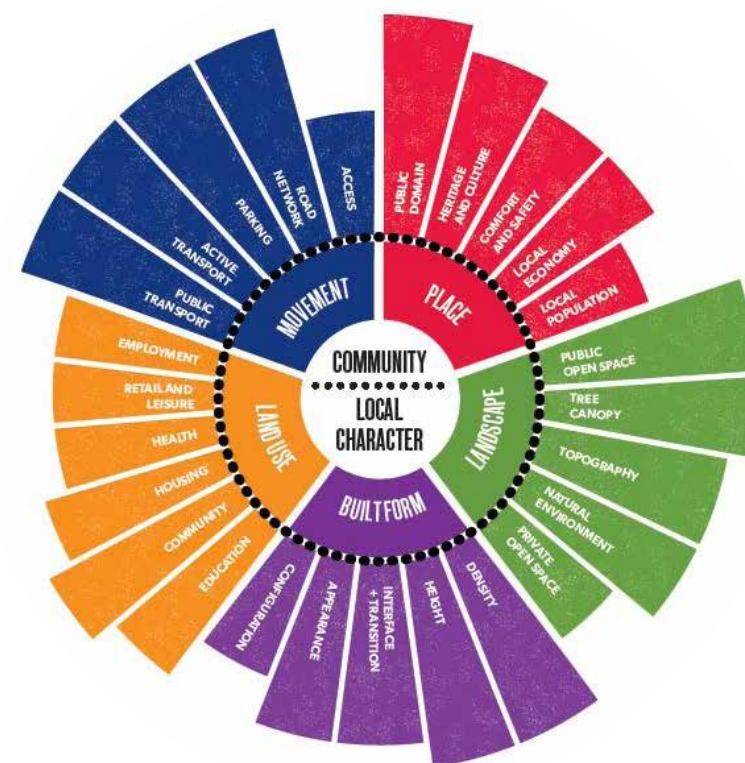 COMMUNITY
LOCAL
CHARACTER
PLACE
PUBLIC
DOMAIN
HERITAGE
AND CULTURE
COMFORT
AND SAFETY
LOCAL
ECONOMY
LOCAL
POPULATION
LANDSCAPE
PUBLIC
OPEN SPACE
TREE
CANOPY
TOPOGRAPHY
NATURAL
ENVIRONMENT
PRIVATE
OPEN SPACE
BUILT FORM
DENSITY
HEIGHT
INTERFACE
+ TRANSITION
APPEARANCE
CONFIGURATION
LAND USE
EDUCATION
COMMUNITY
HOUSING
HEALTH
RETAIL AND
LEISURE
EMPLOYMENT
MOVEMENT
PUBLIC
TRANSPORT
ACTIVE
TRANSPORT
PARKING
ROAD
NETWORK
ACCESS